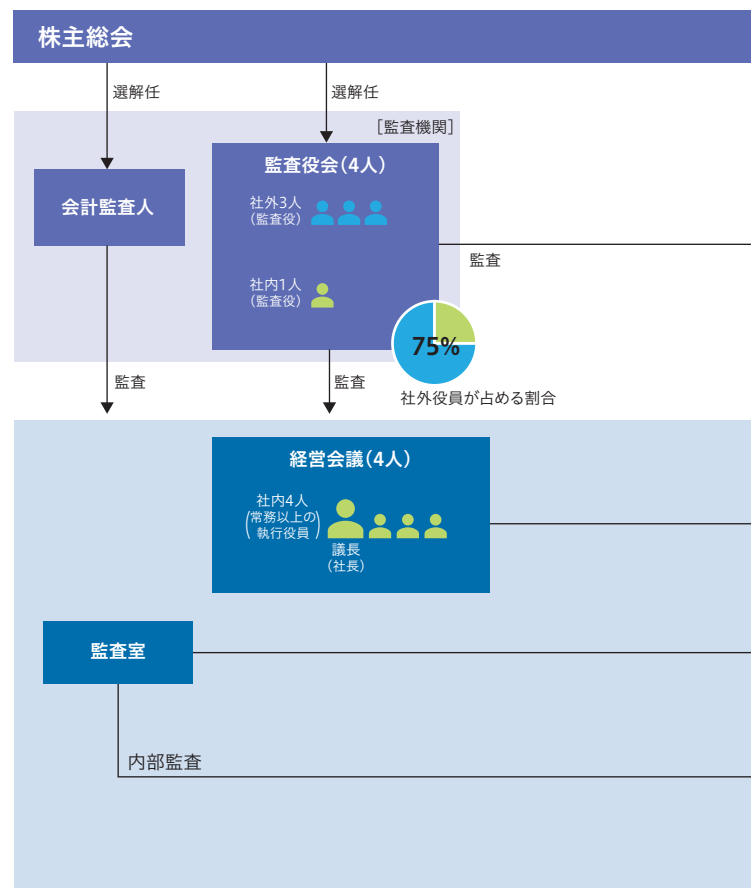 株主総会
選解任
選解任
[監査機関]
会計監査人
監査役会(4人)
社外3人
(監査役)
社内1人
(監査役)
監査
75%
社外役員が占める割合
監査
監査
経営会議(4人)
社内4人
(常務以上の
執行役員)
議長
(社長)
監査室
内部監査